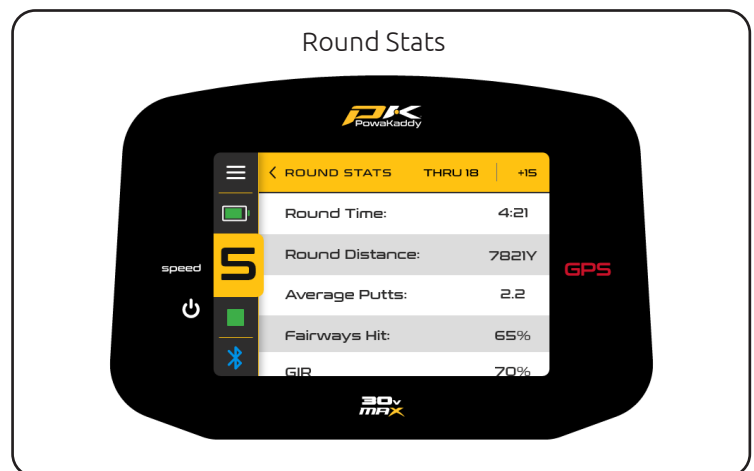 Round Stats
PK
PowaKaddy
ROUND STATS THRU 18 +15
Round Time: 4:21
Round Distance: 7821Y
Average Putts: 2.2
Fairways Hit: 65%
GIR 70%
speed
5
GPS
30v
MAX